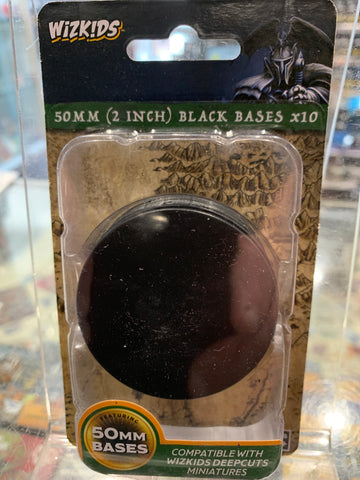 WIZKIDS
50MM (2 INCH) BLACK BASES x10
FEATURING
50MM
BASES
COMPATIBLE WITH
WIZKIDS DEEPCUTS
MINIATURES